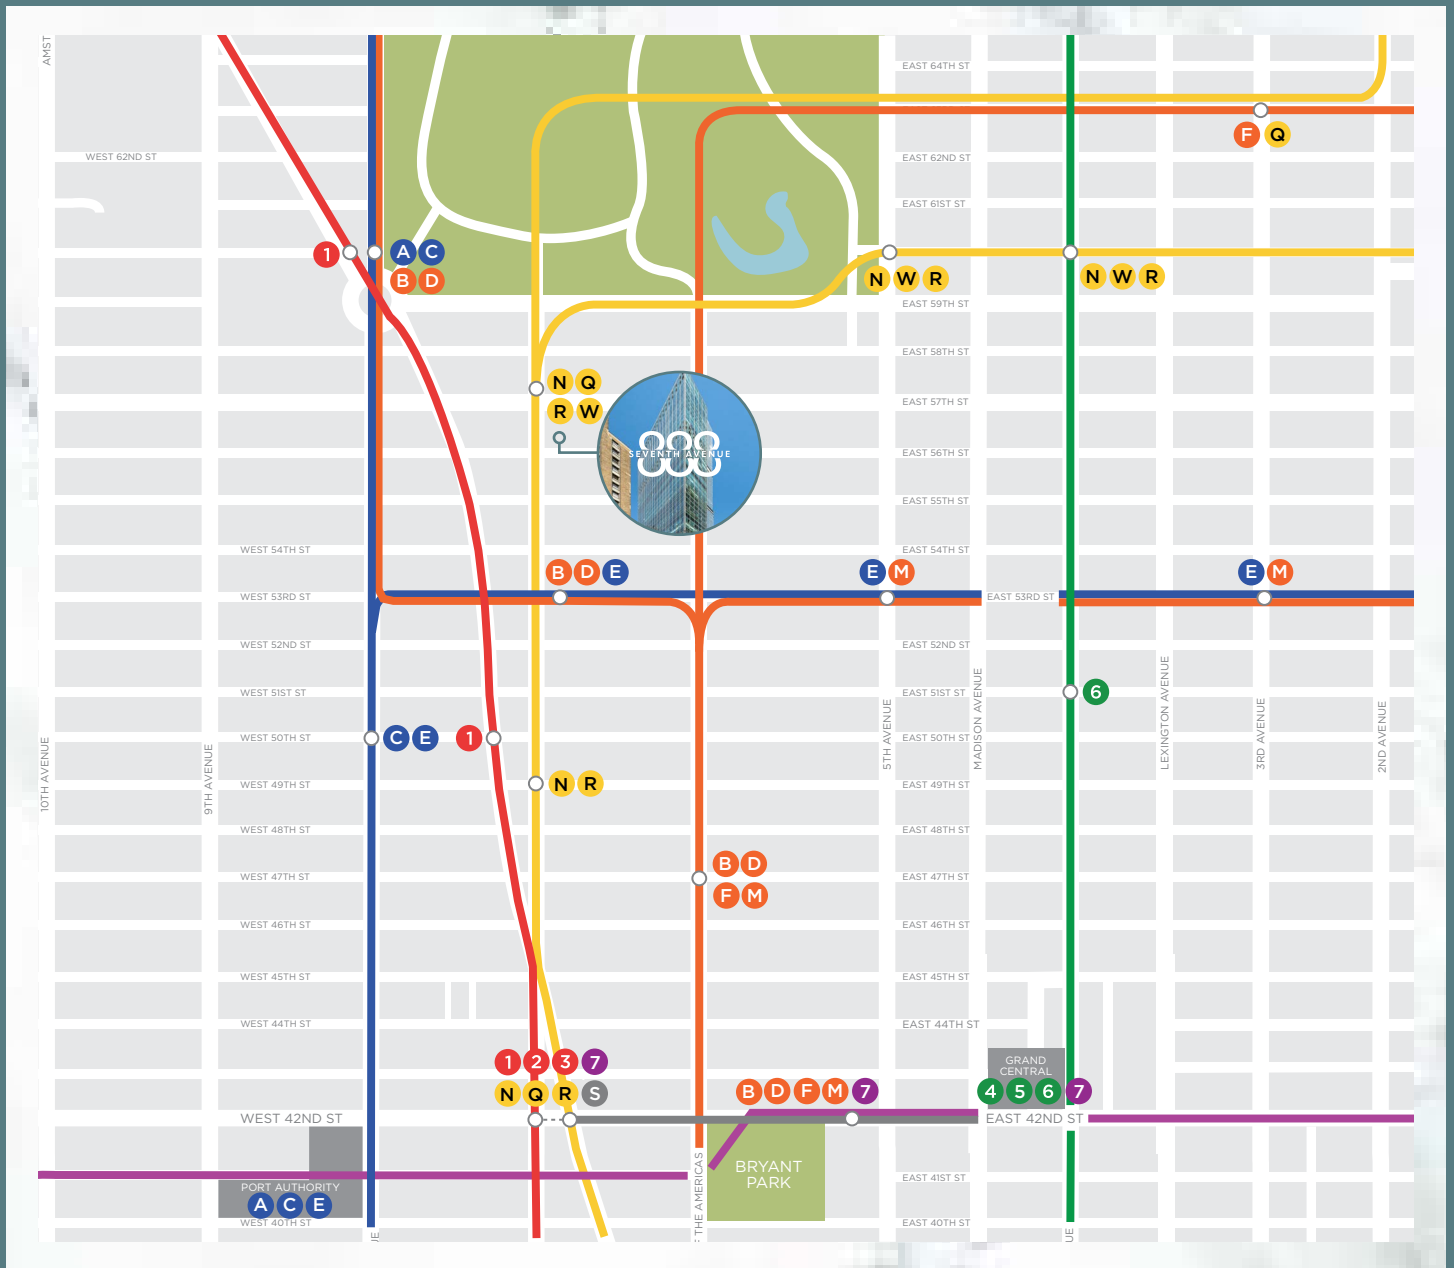 AMST
EAST 64TH ST
F Q
WEST 62ND ST
EAST 62ND ST
EAST 61ST ST
1
A C
B D
N W R
N W R
EAST 59TH ST
EAST 58TH ST
N Q
R W
EAST 57TH ST
888
SEVENTH AVENUE
EAST 56TH ST
EAST 55TH ST
WEST 54TH ST
EAST 54TH ST
B D E
E M
E M
WEST 53RD ST
EAST 53RD ST
WEST 52ND ST
EAST 52ND ST
WEST 51ST ST
EAST 51ST ST
6
10TH AVENUE
9TH AVENUE
5TH AVENUE
MADISON AVENUE
LEXINGTON AVENUE
3RD AVENUE
2ND AVENUE
WEST 50TH ST
C E
1
EAST 50TH ST
WEST 49TH ST
N R
EAST 49TH ST
WEST 48TH ST
EAST 48TH ST
B D
F M
WEST 47TH ST
EAST 47TH ST
WEST 46TH ST
EAST 46TH ST
WEST 45TH ST
EAST 45TH ST
WEST 44TH ST
EAST 44TH ST
1 2 3 7
N Q R S
B D F M 7
GRAND
CENTRAL
4 5 6 7
WEST 42ND ST
EAST 42ND ST
THE AMERICAS
BRYANT
PARK
EAST 41ST ST
PORT AUTHORITY
A C E
WEST 40TH ST
EAST 40TH ST
UE
UE